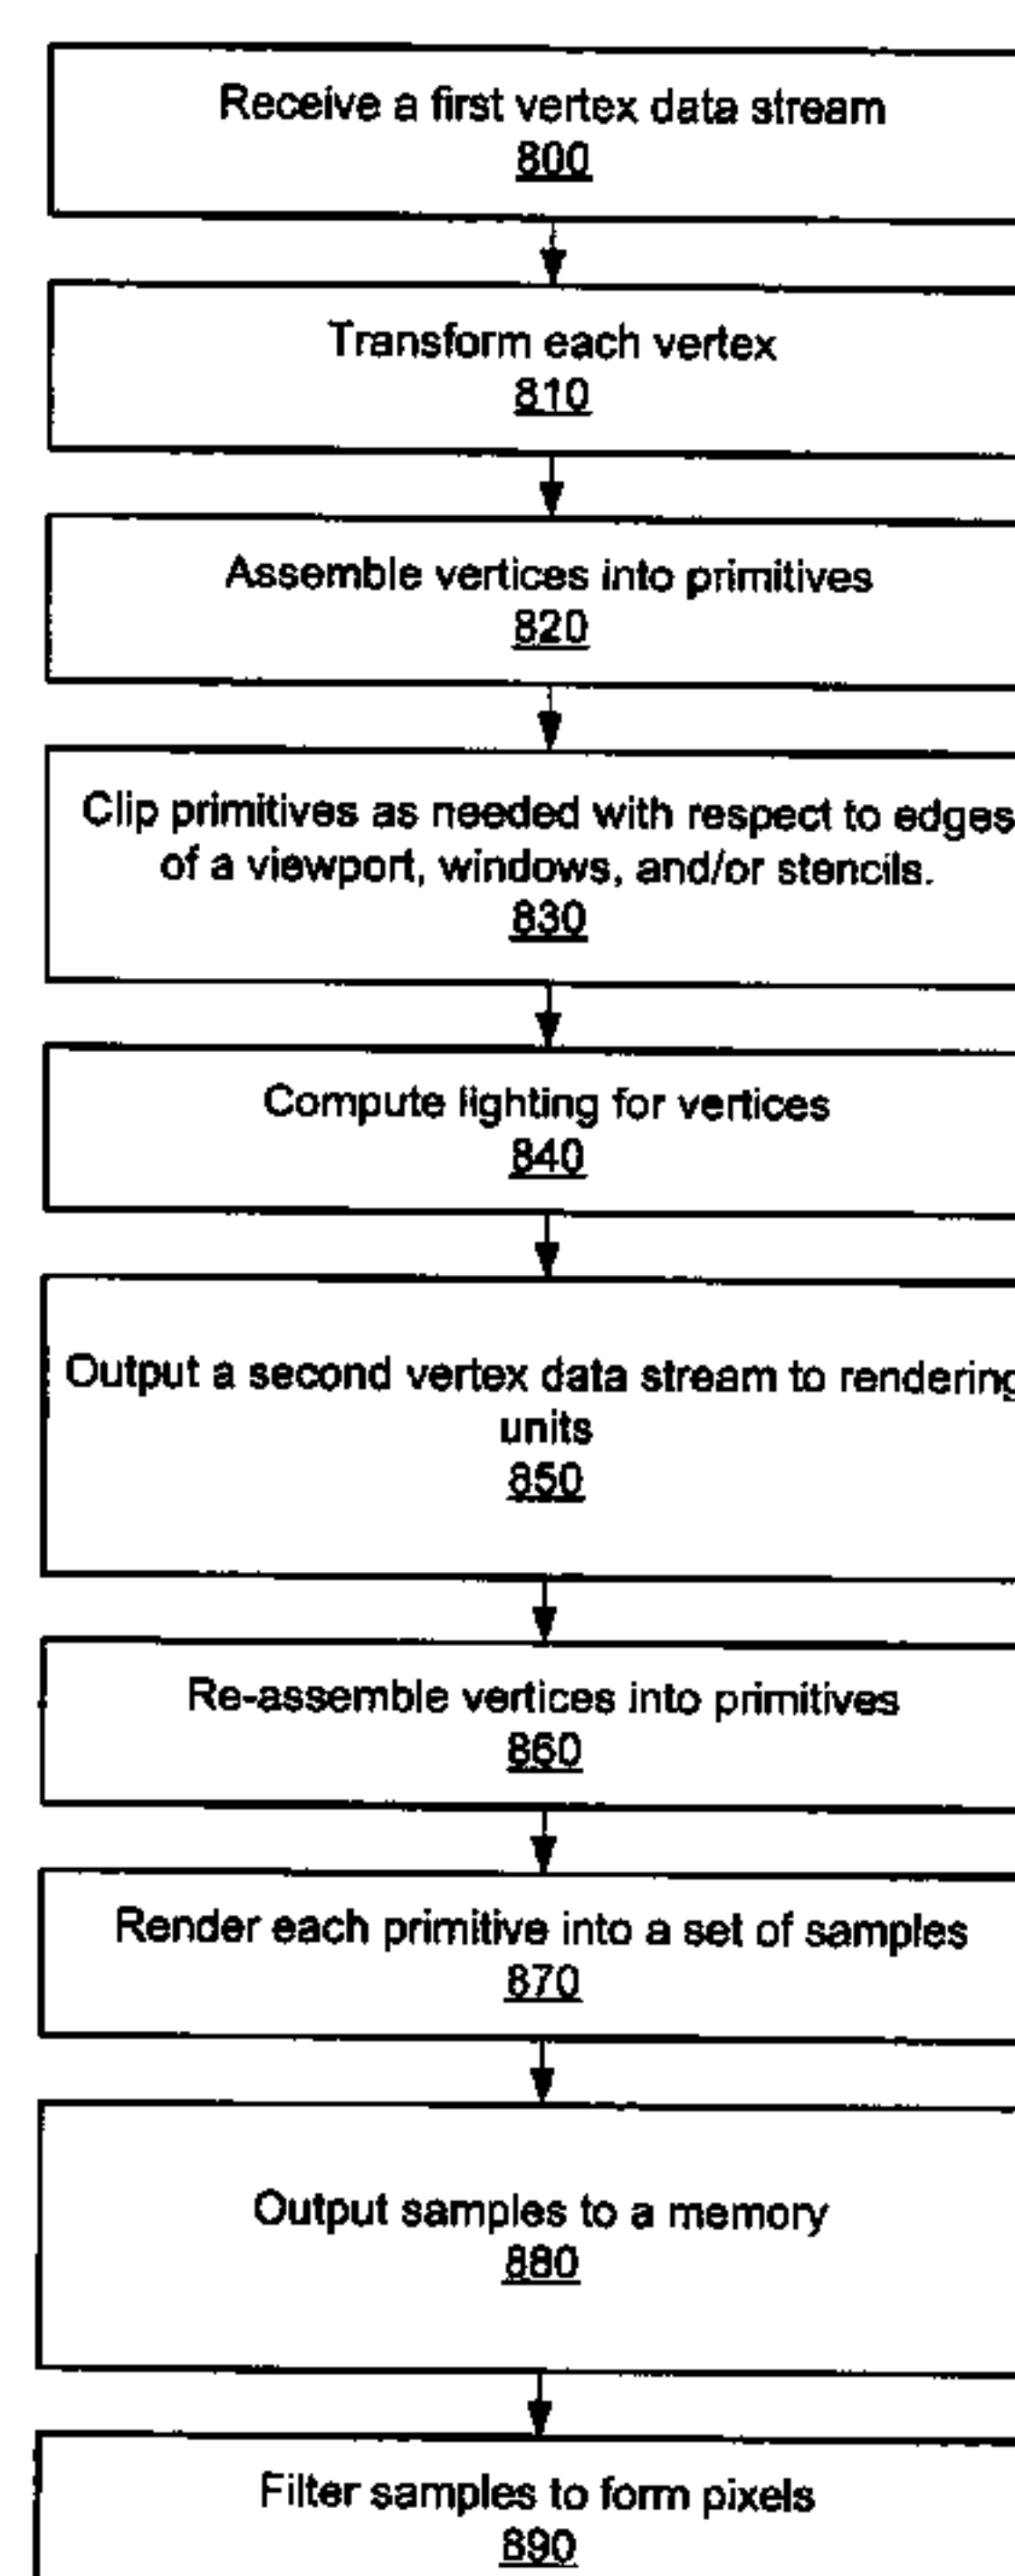 Receive a first vertex data stream
800
Transform each vertex
810
Assemble vertices into primitives
820
Clip primitives as needed with respect to edges
of a viewport, windows, and/or stencils.
830
Compute lighting for vertices
840
Output a second vertex data stream to rendering
units
850
Re-assemble vertices into primitives
860
Render each primitive into a set of samples
870
Output samples to a memory
880
Filter samples to form pixels
890